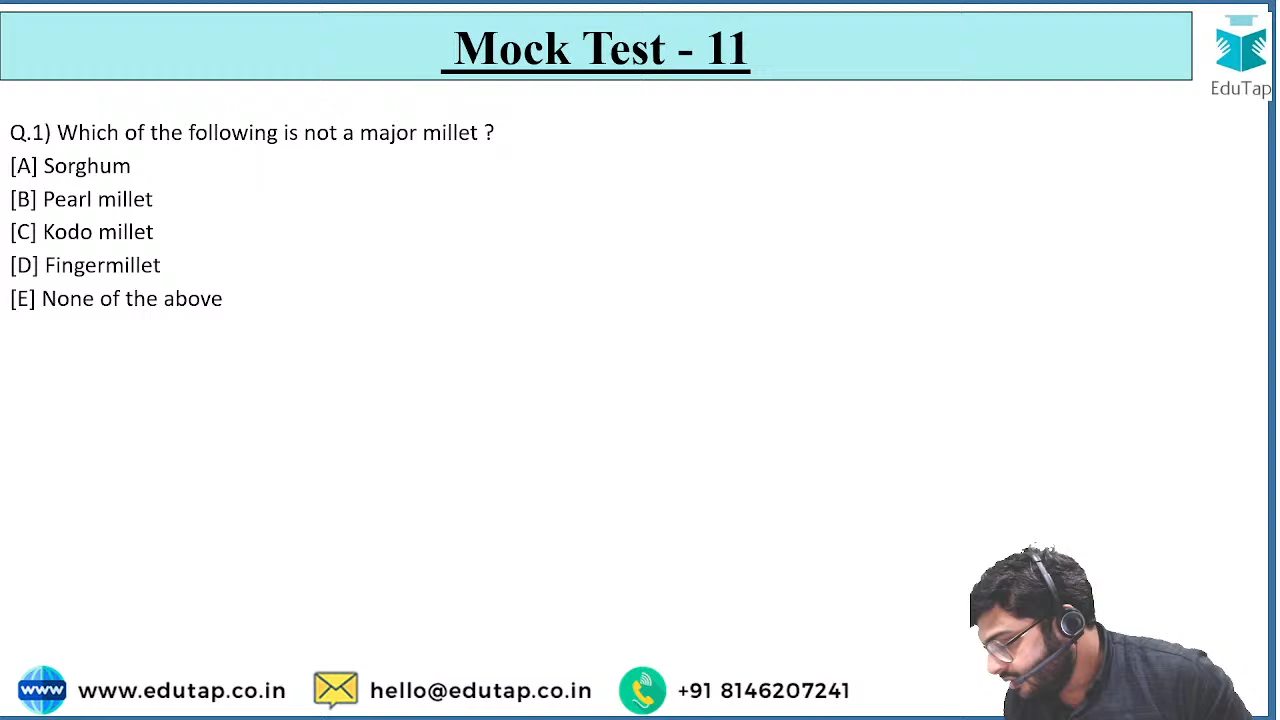 Mock Test - 11
EduTap
Q.1) Which of the following is not a major millet ?
[A] Sorghum
[B] Pearl millet
[C] Kodo millet
[D] Fingermillet
[E] None of the above
www www.edutap.co.in hello@edutap.co.in +91 8146207241